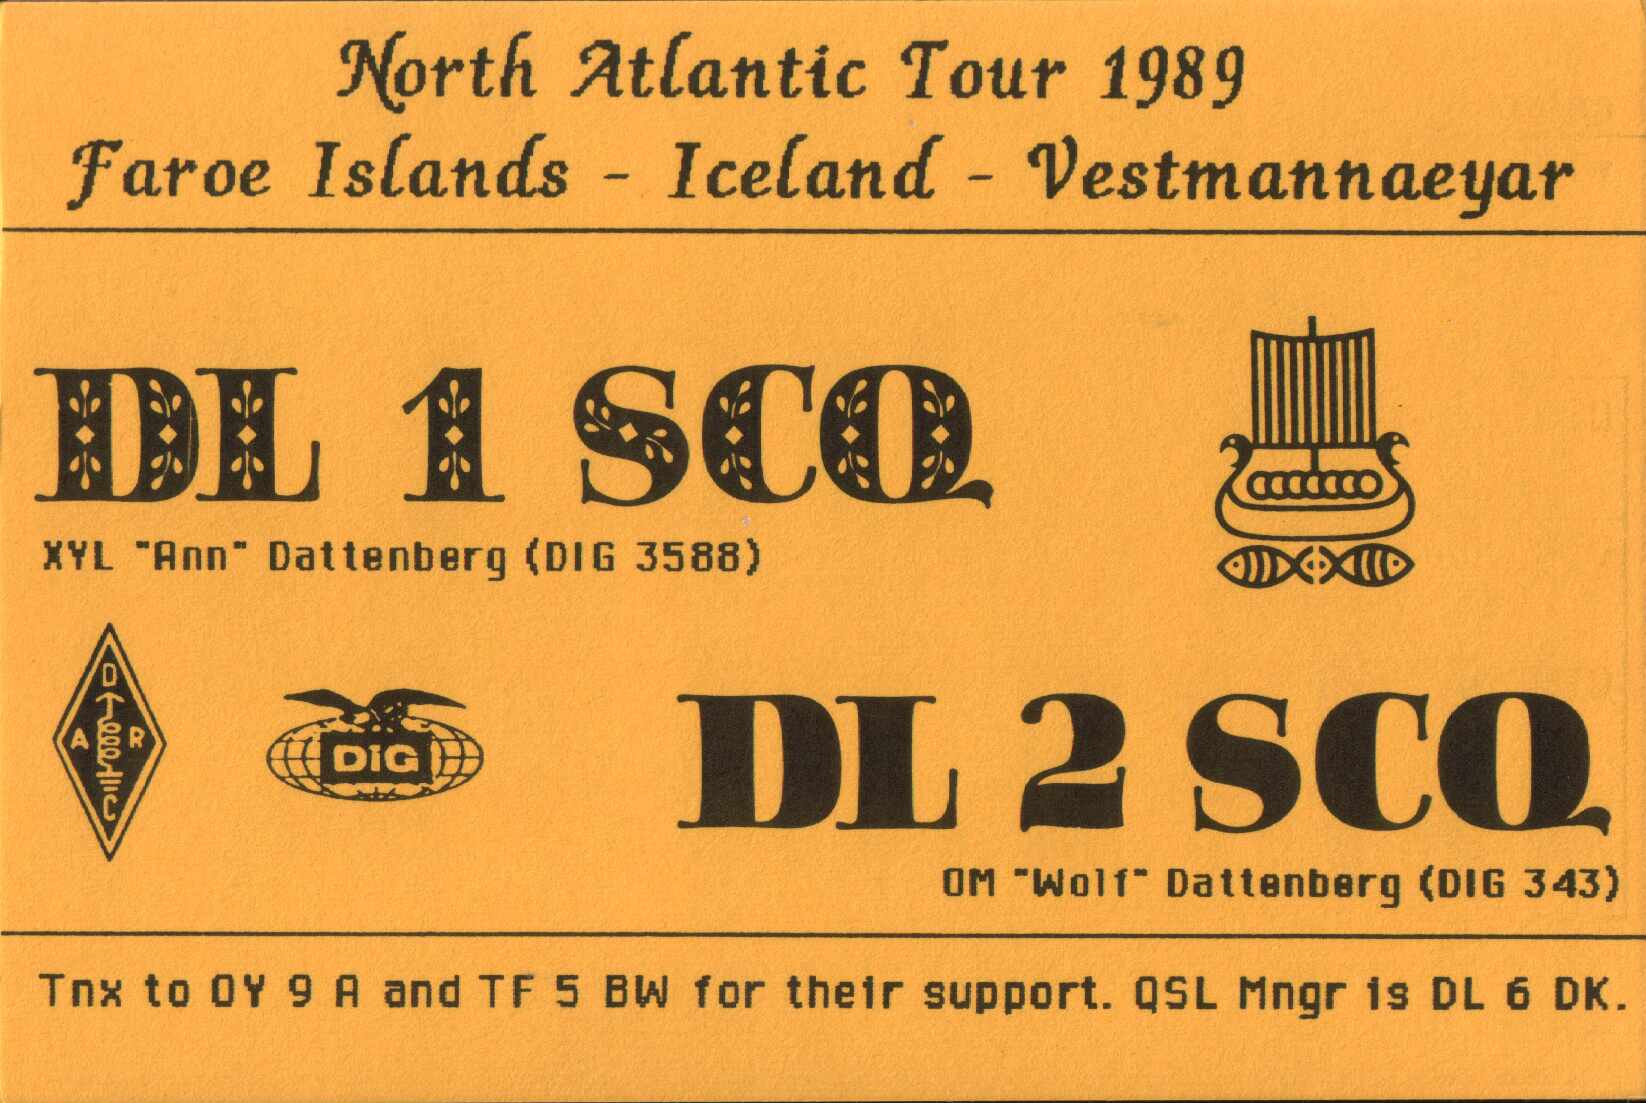 North Atlantic Tour 1989
Faroe Islands - Iceland - Vestmannaeyar
DL 1 SCQ
XYL "Ann" Dattenberg (DIG 3588)
D
A R
C
DIG
DL 2 SCQ
OM "Wolf" Dattenberg (DIG 343)
Tnx to OY 9 A and TF 5 BW for their support. QSL Mngr is DL 6 DK.